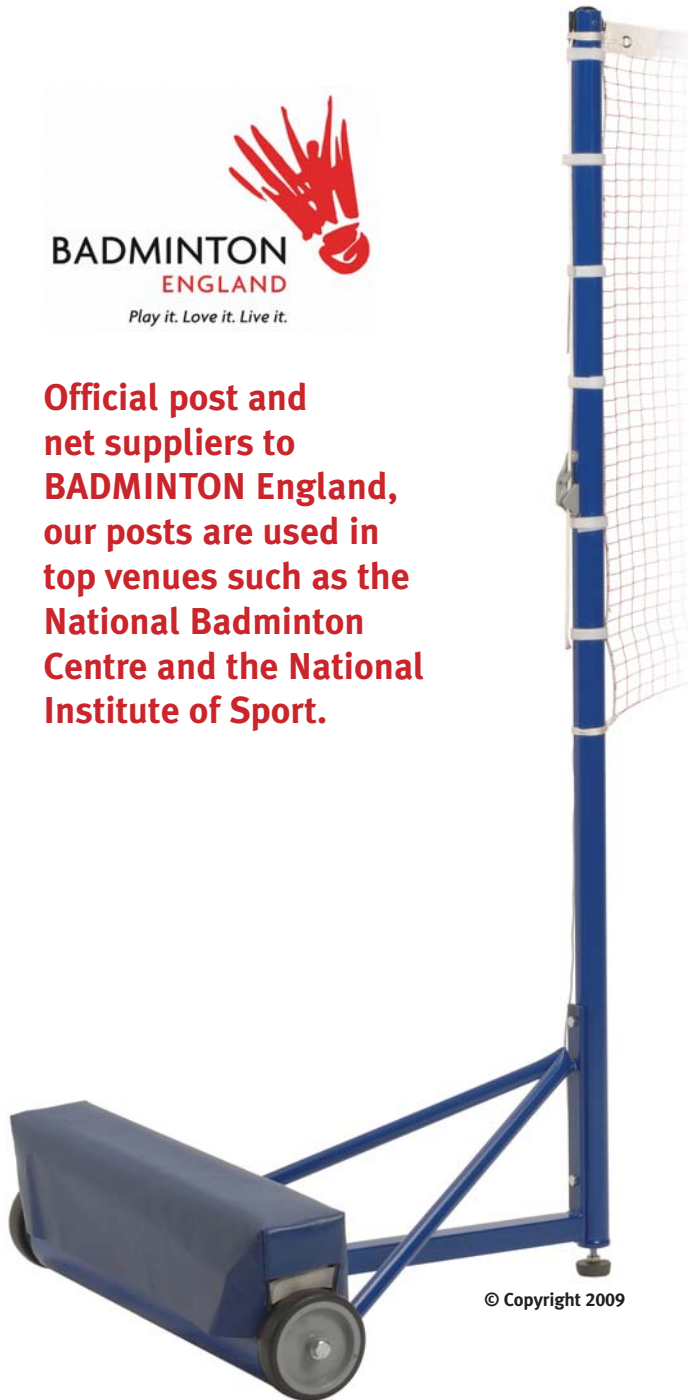 BADMINTON
ENGLAND
Play it. Love it. Live it.
Official post and
net suppliers to
BADMINTON England,
our posts are used in
top venues such as the
National Badminton
Centre and the National
Institute of Sport.
© Copyright 2009